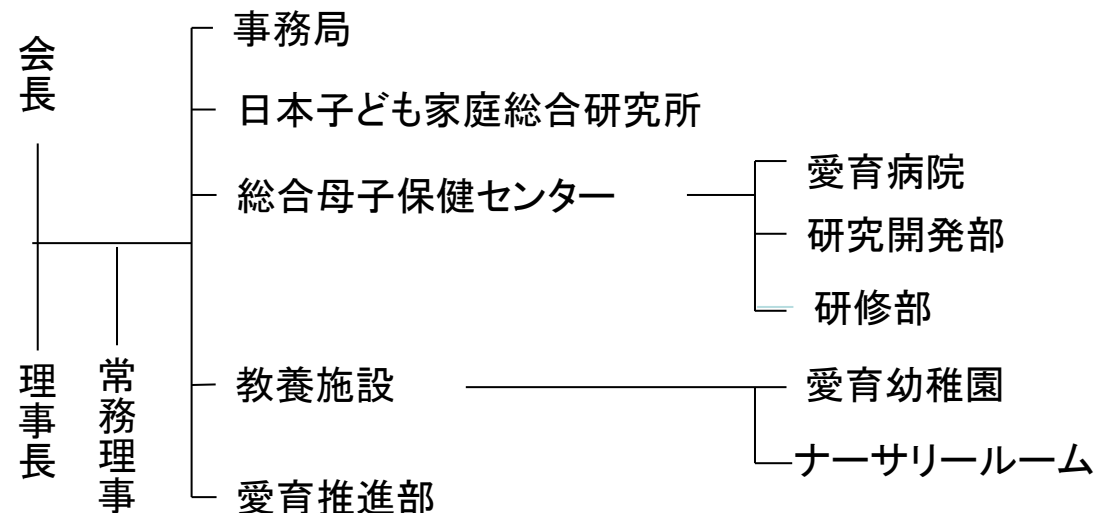 会長
理事長
常務理事
事務局
日本子ども家庭総合研究所
総合母子保健センター
愛育病院
研究開発部
研修部
教養施設
愛育幼稚園
ナーサリールーム
愛育推進部